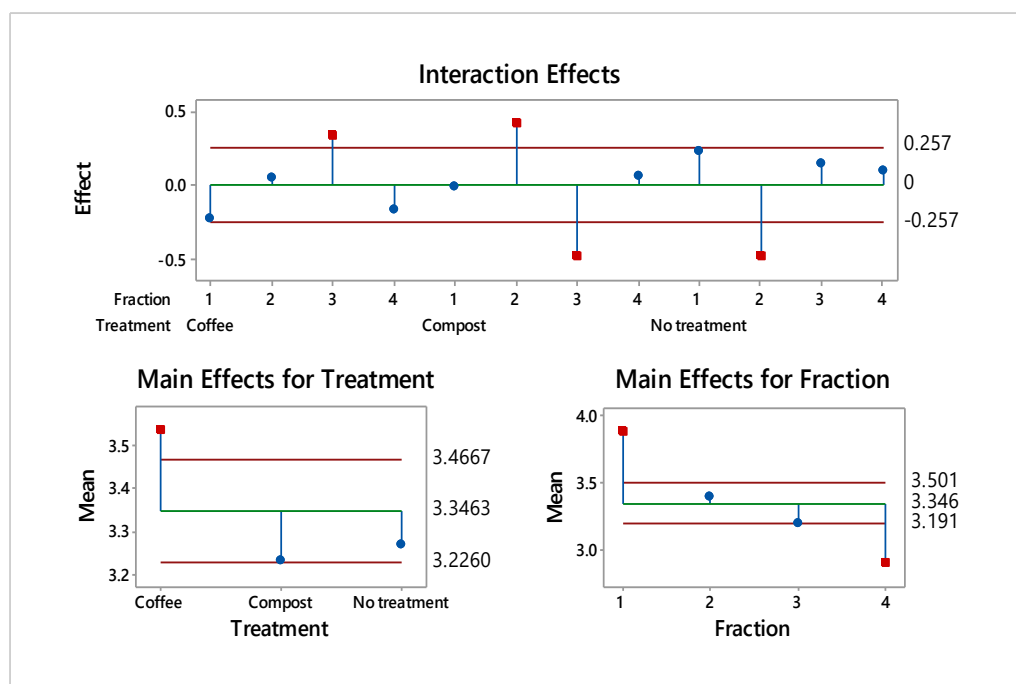 Interaction Effects
Effect
0.5
0.0
-0.5
0.257
0
-0.257
Fraction 1 2 3 4 1 2 3 4 1 2 3 4
Treatment Coffee Compost No treatment
Main Effects for Treatment
Mean
3.5
3.4
3.3
3.2
3.4667
3.3463
3.2260
Coffee Compost No treatment
Treatment
Main Effects for Fraction
Mean
4.0
3.5
3.0
3.501
3.346
3.191
1 2 3 4
Fraction